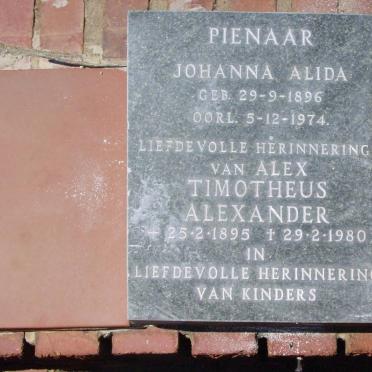 PIENAAR
JOHANNA ALIDA
GEB. 29-9-1896
OORL. 5-12-1974.
LIEFDEVOLLE HERINNERING
VAN ALEX
TIMOTHEUS
ALEXANDER
* 25-2-1895 † 29-2-1980
IN
LIEFDEVOLLE HERINNERING
VAN KINDERS